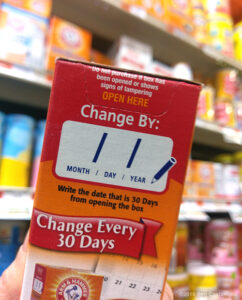 Do not purchase if box has
been opened or shows
signs of tampering
OPEN HERE
Change By:
/ /
MONTH / DAY / YEAR
Write the date that is 30 Days
from opening the box
Change Every
30 Days
ARM & HAMMER